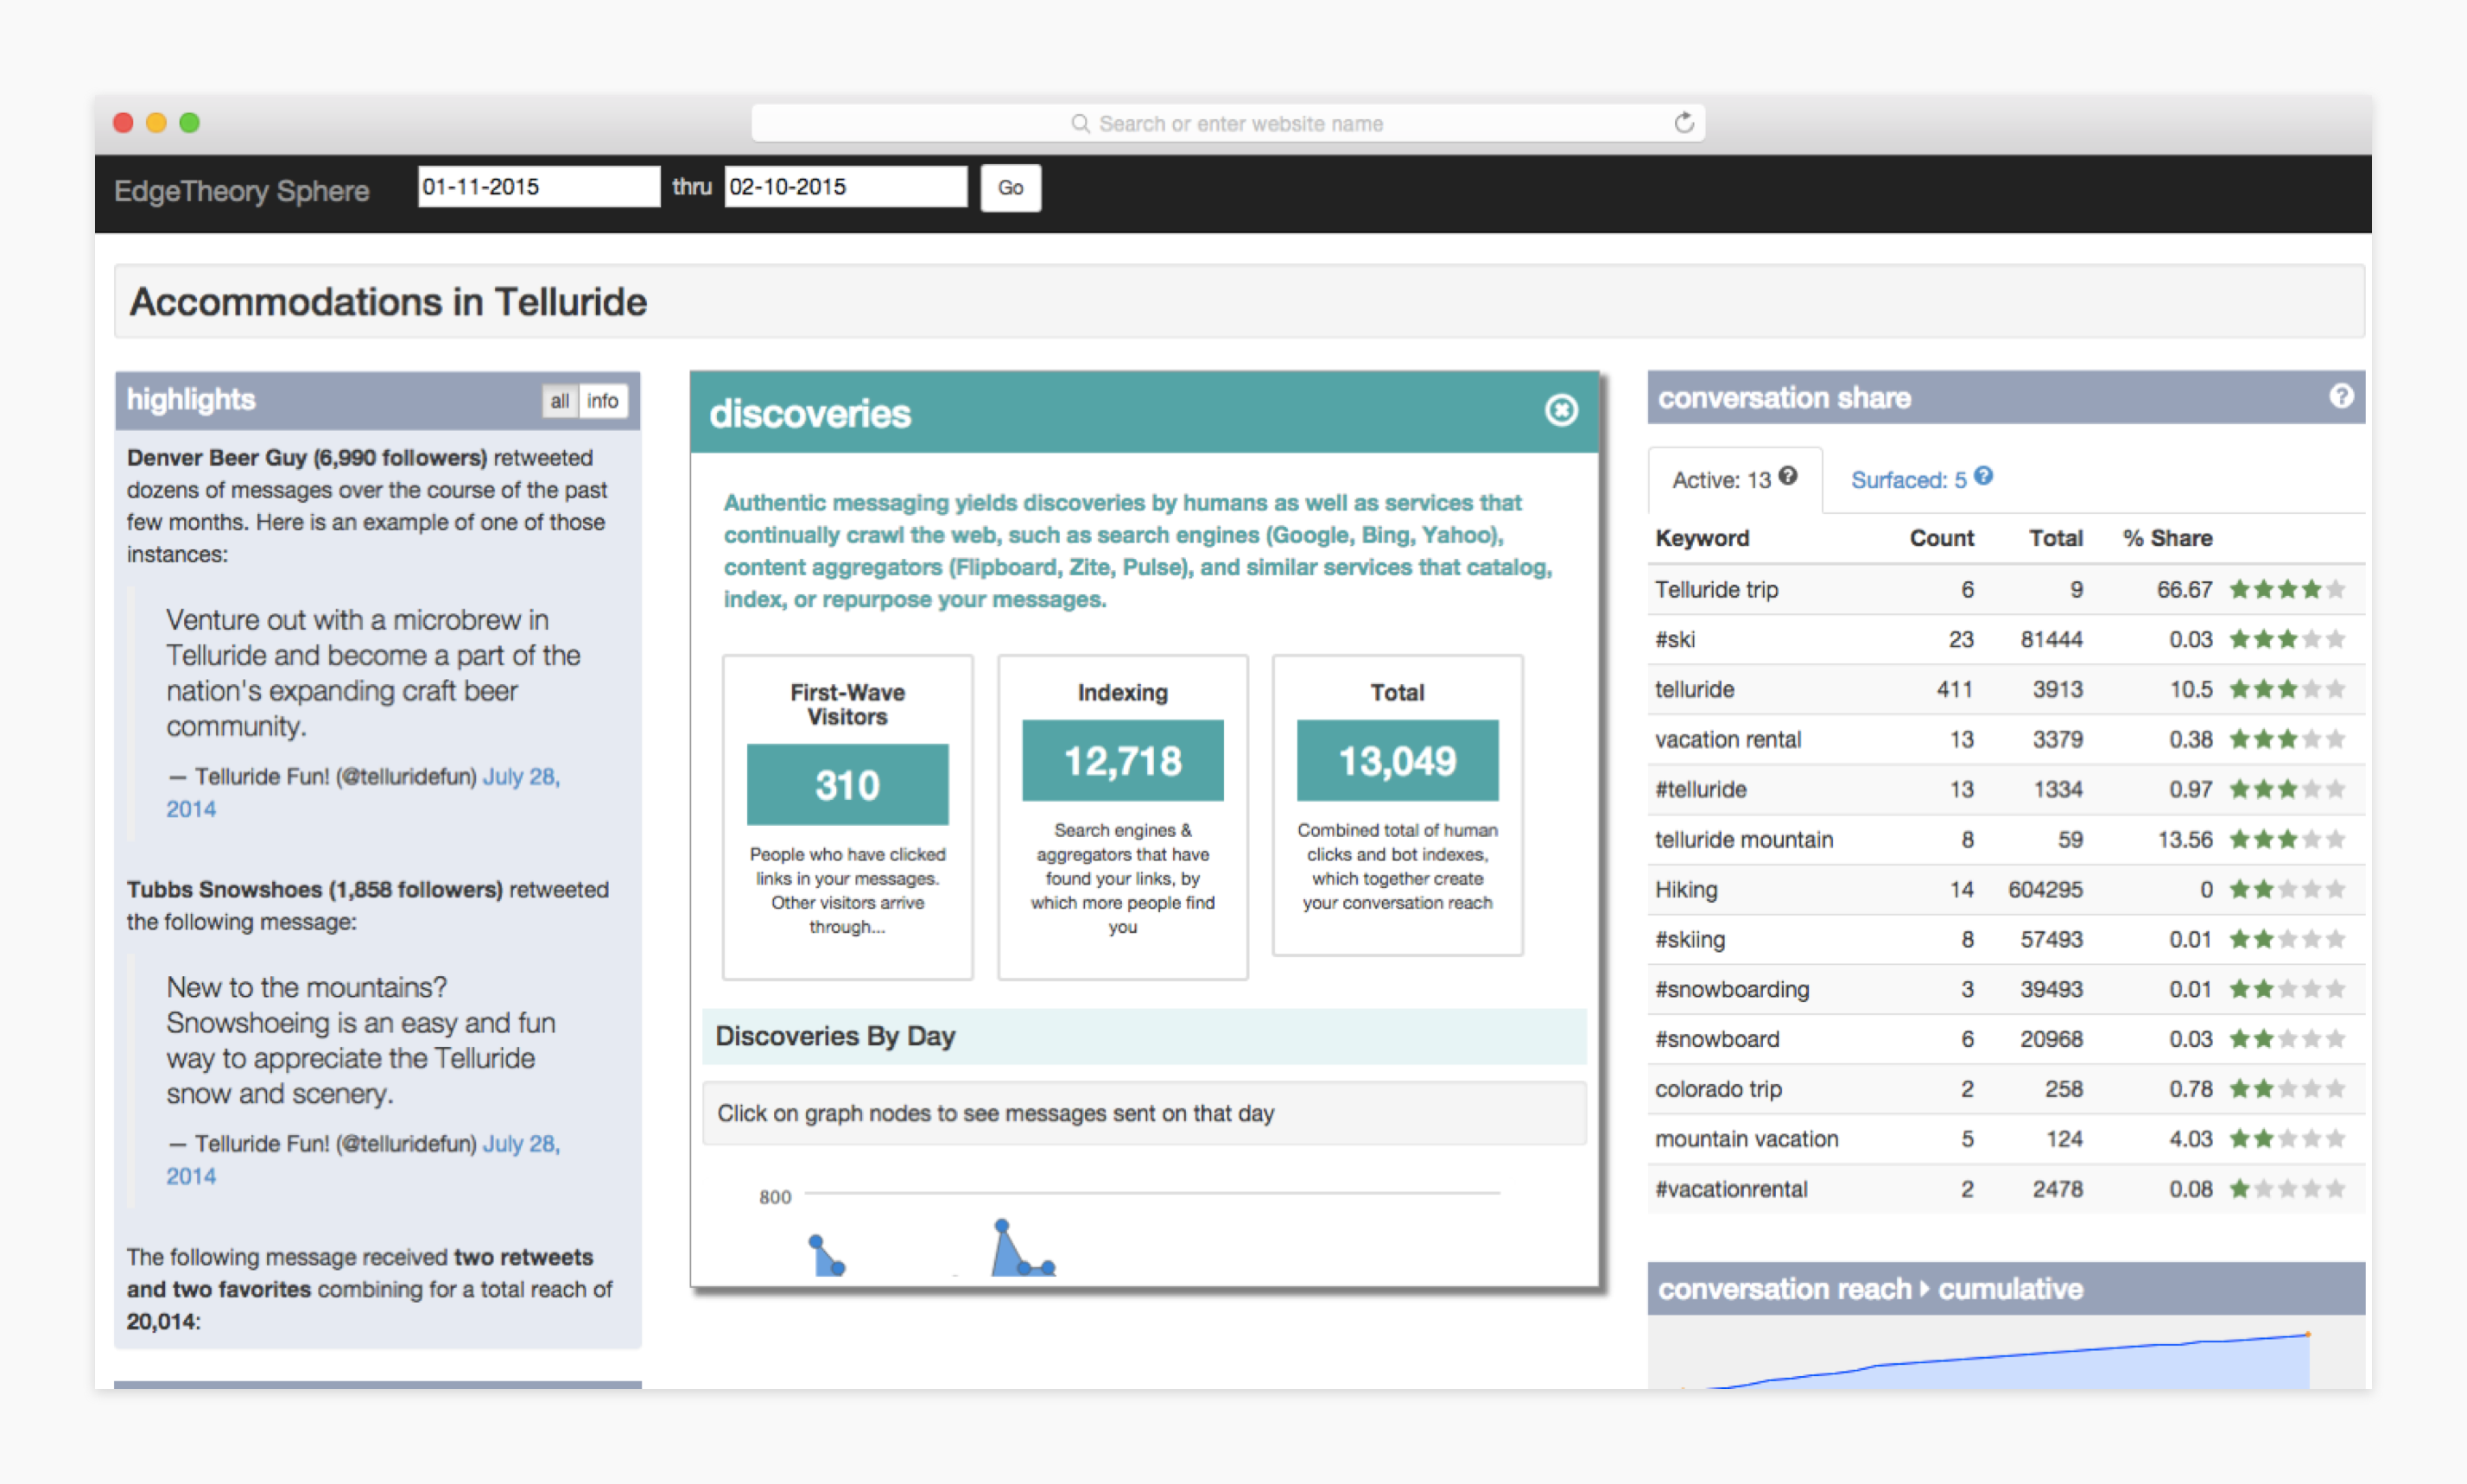 Search or enter website name
EdgeTheory Sphere 01-11-2015 thru 02-10-2015 Go
Accommodations in Telluride
highlights all info
Denver Beer Guy (6,990 followers) retweeted
dozens of messages over the course of the past
few months. Here is an example of one of those
instances:
Venture out with a microbrew in
Telluride and become a part of the
nation's expanding craft beer
community.
— Telluride Fun! (@telluridefun) July 28,
2014
Tubbs Snowshoes (1,858 followers) retweeted
the following message:
New to the mountains?
Snowshoeing is an easy and fun
way to appreciate the Telluride
snow and scenery.
— Telluride Fun! (@telluridefun) July 28,
2014
The following message received two retweets
and two favorites combining for a total reach of
20,014:
discoveries
Authentic messaging yields discoveries by humans as well as services that
continually crawl the web, such as search engines (Google, Bing, Yahoo),
content aggregators (Flipboard, Zite, Pulse), and similar services that catalog,
index, or repurpose your messages.
First-Wave
Visitors
310
People who have clicked
links in your messages.
Other visitors arrive
through...
Indexing
12,718
Search engines &
aggregators that have
found your links, by
which more people find
you
Total
13,049
Combined total of human
clicks and bot indexes,
which together create
your conversation reach
Discoveries By Day
Click on graph nodes to see messages sent on that day
800
conversation share ?
Active: 13 ? Surfaced: 5 ?
Keyword Count Total % Share
Telluride trip 6 9 66.67
#ski 23 81444 0.03
telluride 411 3913 10.5
vacation rental 13 3379 0.38
#telluride 13 1334 0.97
telluride mountain 8 59 13.56
Hiking 14 604295 0
#skiing 8 57493 0.01
#snowboarding 3 39493 0.01
#snowboard 6 20968 0.03
colorado trip 2 258 0.78
mountain vacation 5 124 4.03
#vacationrental 2 2478 0.08
conversation reach cumulative